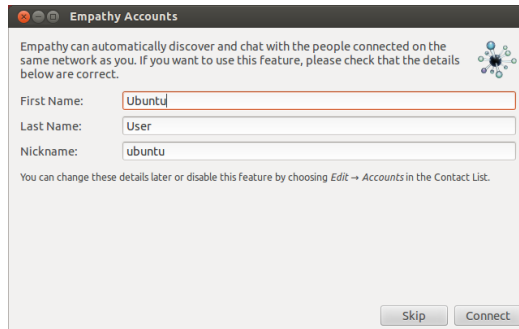 Empathy Accounts
Empathy can automatically discover and chat with the people connected on the
same network as you. If you want to use this feature, please check that the details
below are correct.
First Name: Ubuntu
Last Name: User
Nickname: ubuntu
You can change these details later or disable this feature by choosing Edit → Accounts in the Contact List.
Skip Connect